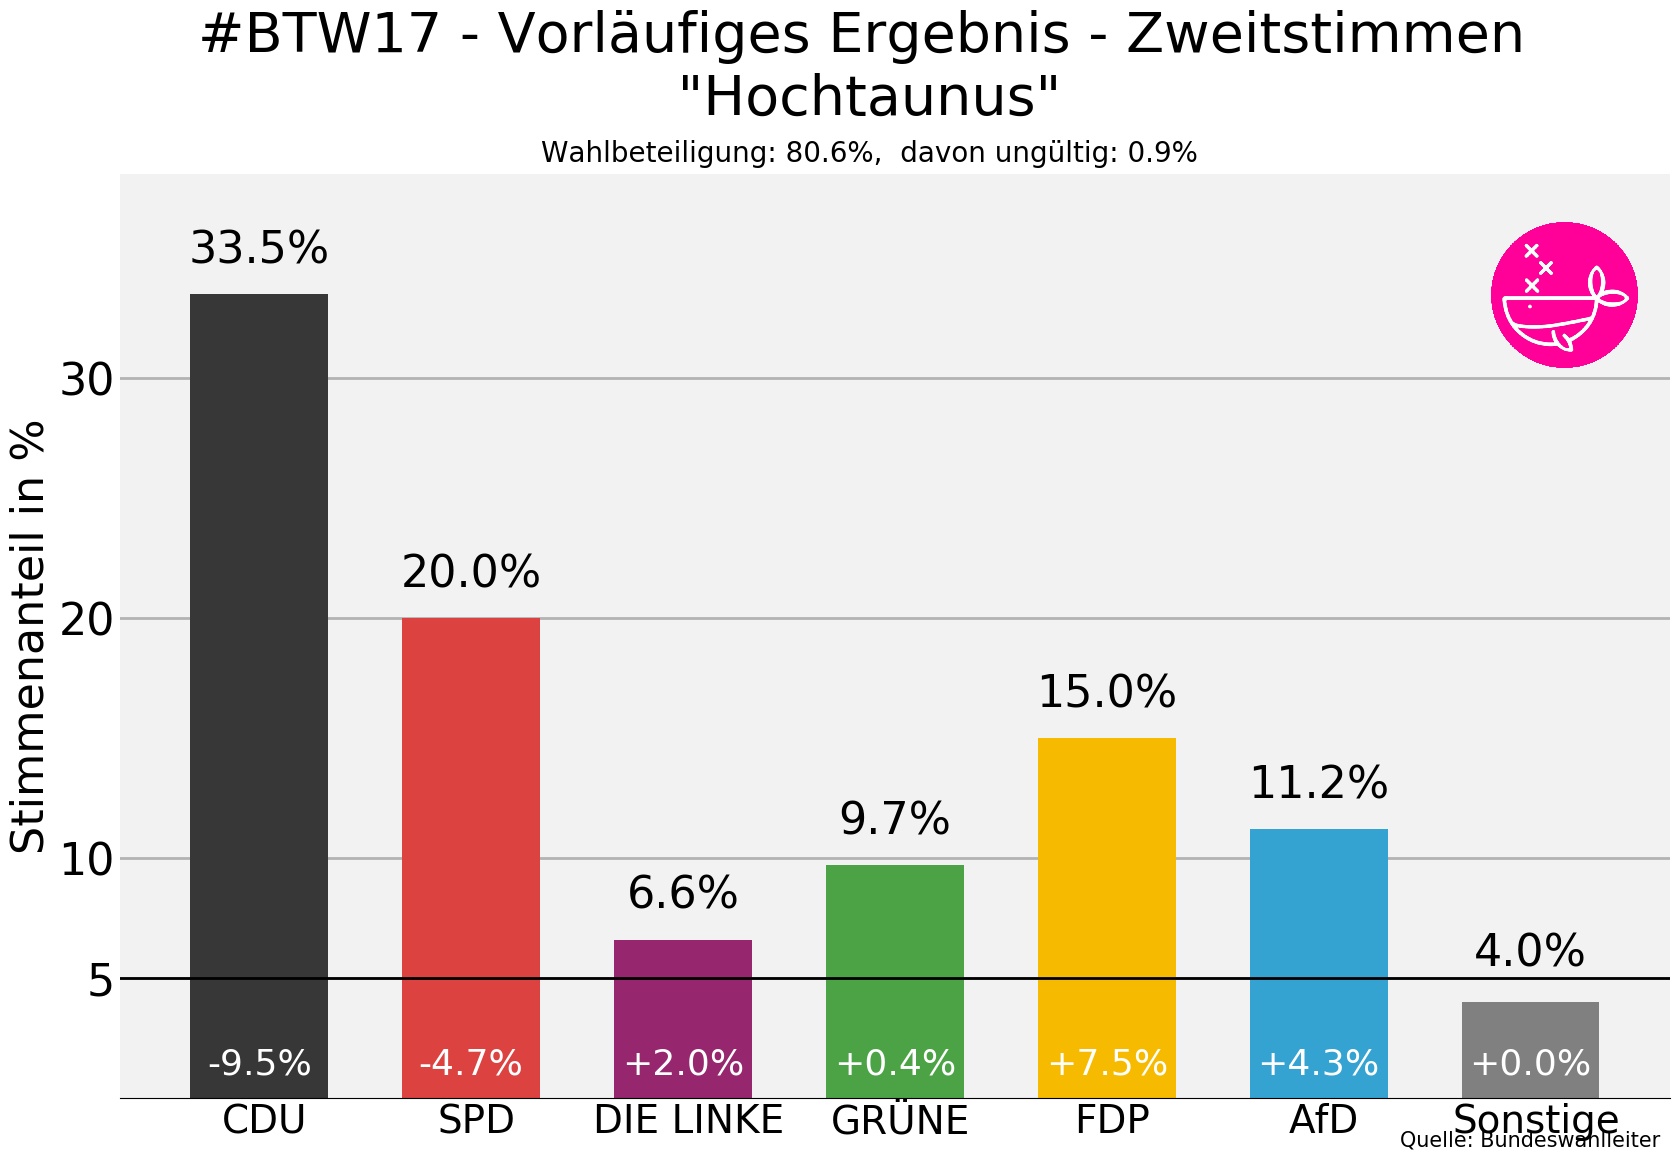 #BTW17 - Vorläufiges Ergebnis - Zweitstimmen
"Hochtaunus"
Wahlbeteiligung: 80.6%, davon ungültig: 0.9%
Stimmenanteil in %
30
20
10
5
33.5%
20.0%
6.6%
9.7%
15.0%
11.2%
4.0%
-9.5%
-4.7%
+2.0%
+0.4%
+7.5%
+4.3%
+0.0%
CDU
SPD
DIE LINKE
GRÜNE
FDP
AfD
Sonstige
Quelle: Bundeswahlleiter